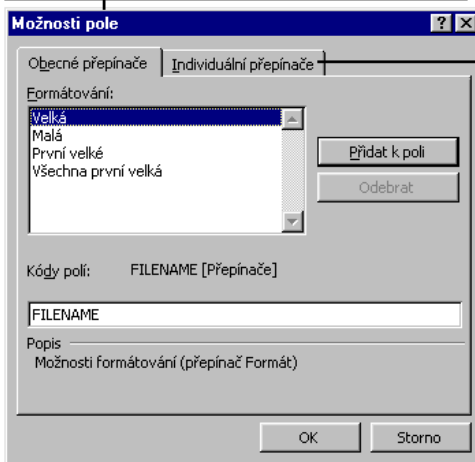 Možnosti pole
Obecné přepínače
Individuální přepínače
Formátování:
Velká
Malá
První velké
Všechna první velká
Přidat k poli
Odebrat
Kódy polí: FILENAME [Přepínače]
FILENAME
Popis
Možnosti formátování (přepínač Formát)
OK
Storno